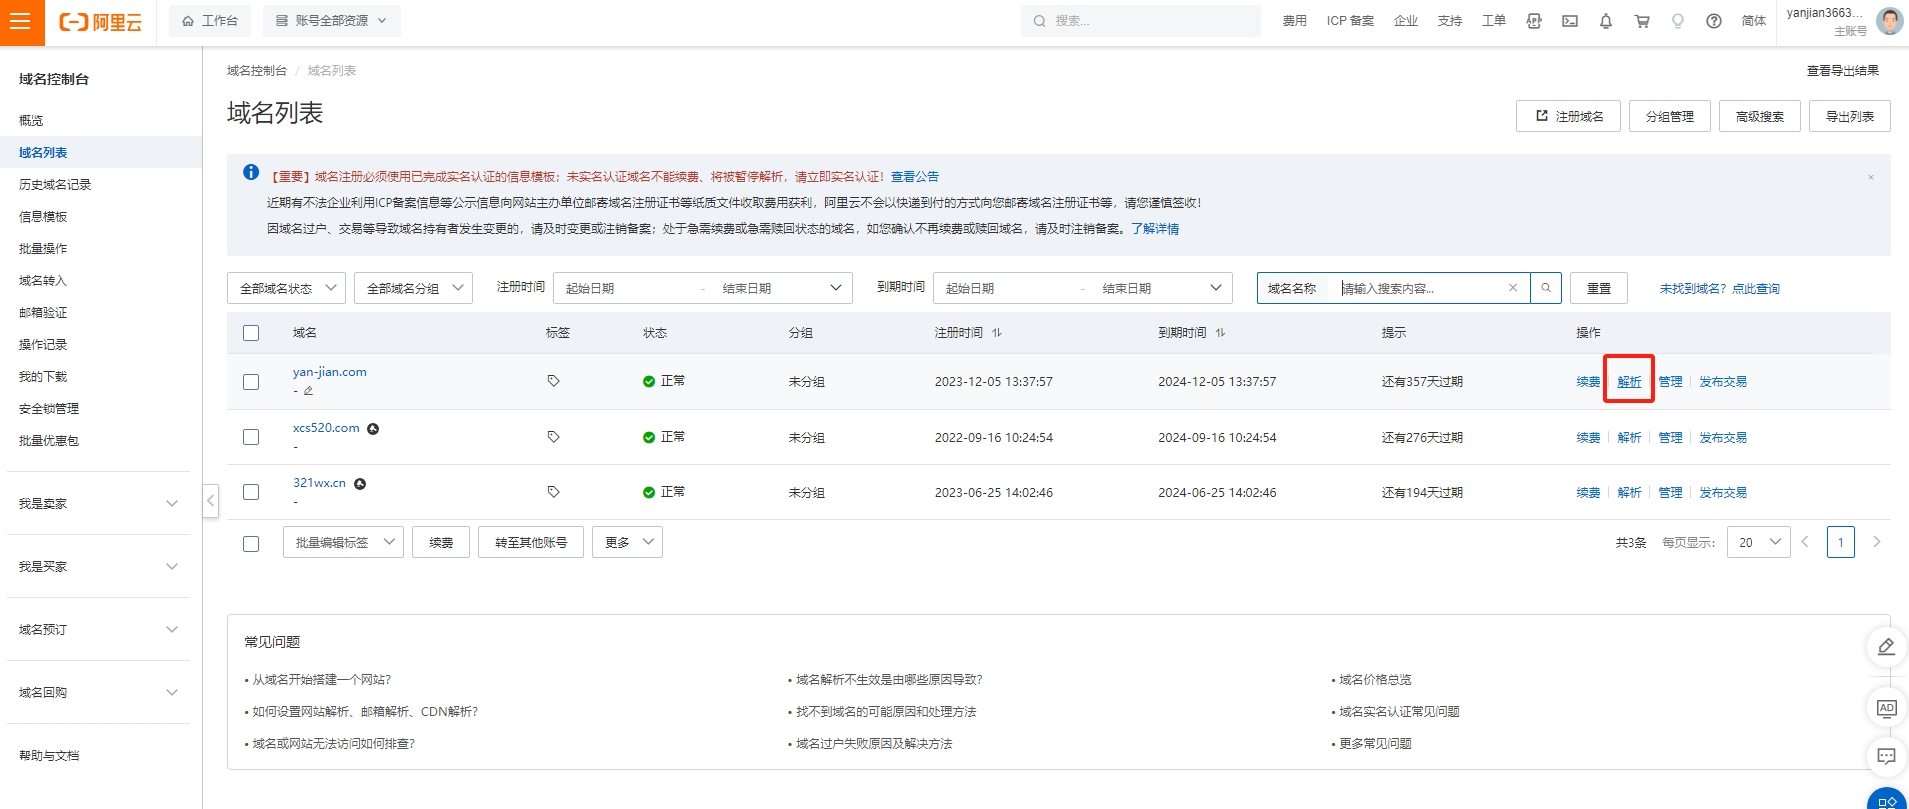 阿里云
工作台
账号全部资源
搜索...
费用
ICP 备案
企业
支持
工单
简体
yanjian3663...
主账号
域名控制台
概览
域名列表
历史域名记录
信息模板
批量操作
域名转入
邮箱验证
操作记录
我的下载
安全锁管理
批量优惠包
我是卖家
我是买家
域名预订
域名回购
帮助与文档
域名控制台 / 域名列表
查看导出结果
域名列表
注册域名
分组管理
高级搜索
导出列表
【重要】域名注册必须使用已完成实名认证的信息模板；未实名认证域名不能续费、将被暂停解析，请立即实名认证！查看公告
近期有不法企业利用ICP备案信息等公示信息向网站主办单位邮寄域名注册证书等纸质文件收取费用获利，阿里云不会以快递到付的方式向您邮寄域名注册证书等，请您谨慎签收！
因域名过户、交易等导致域名持有者发生变更的，请及时变更或注销备案；处于急需续费或急需赎回状态的域名，如您确认不再续费或赎回域名，请及时注销备案。了解详情
全部域名状态
全部域名分组
注册时间
起始日期 - 结束日期
到期时间
起始日期 - 结束日期
域名名称
请输入搜索内容...
重置
未找到域名？点此查询
域名 标签 状态 分组 注册时间 到期时间 提示 操作
yan-jian.com
-
正常 未分组 2023-12-05 13:37:57 2024-12-05 13:37:57 还有357天过期 续费 解析 管理 发布交易
xcs520.com
-
正常 未分组 2022-09-16 10:24:54 2024-09-16 10:24:54 还有276天过期 续费 解析 管理 发布交易
321wx.cn
-
正常 未分组 2023-06-25 14:02:46 2024-06-25 14:02:46 还有194天过期 续费 解析 管理 发布交易
批量编辑标签
续费
转至其他账号
更多
共3条
每页显示：
20
1
常见问题
• 从域名开始搭建一个网站?
• 域名解析不生效是由哪些原因导致?
• 域名价格总览
• 如何设置网站解析、邮箱解析、CDN解析?
• 找不到域名的可能原因和处理方法
• 域名实名认证常见问题
• 域名或网站无法访问如何排查?
• 域名过户失败原因及解决方法
• 更多常见问题
AD